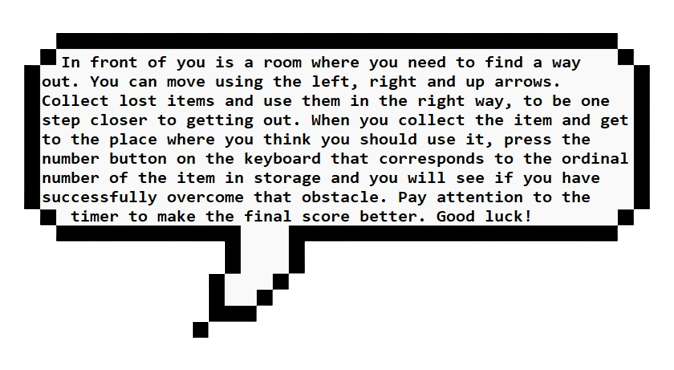 In front of you is a room where you need to find a way
out. You can move using the left, right and up arrows.
Collect lost items and use them in the right way, to be one
step closer to getting out. When you collect the item and get
to the place where you think you should use it, press the
number button on the keyboard that corresponds to the ordinal
number of the item in storage and you will see if you have
successfully overcome that obstacle. Pay attention to the
timer to make the final score better. Good luck!